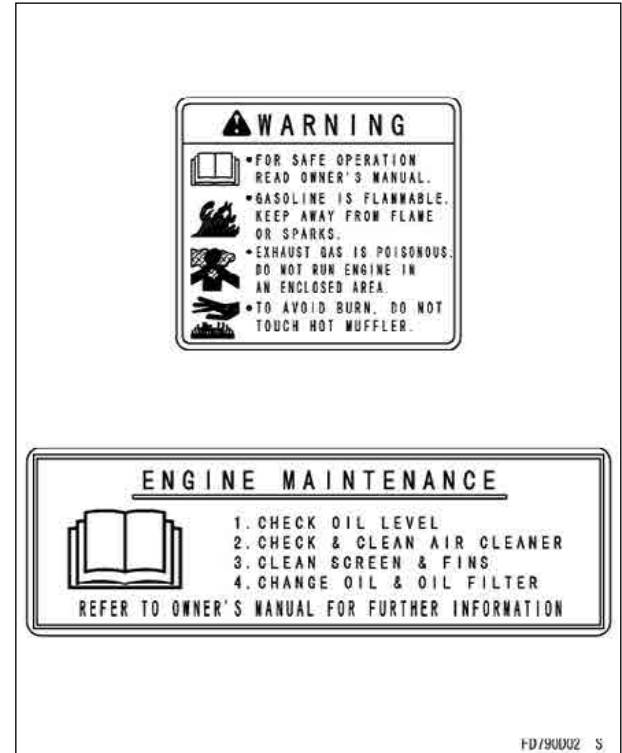 WARNING
•FOR SAFE OPERATION
READ OWNER'S MANUAL.
•GASOLINE IS FLAMMABLE.
KEEP AWAY FROM FLAME
OR SPARKS.
•EXHAUST GAS IS POISONOUS.
DO NOT RUN ENGINE IN
AN ENCLOSED AREA.
•TO AVOID BURN, DO NOT
TOUCH HOT MUFFLER.
ENGINE MAINTENANCE
1. CHECK OIL LEVEL
2. CHECK & CLEAN AIR CLEANER
3. CLEAN SCREEN & FINS
4. CHANGE OIL & OIL FILTER
REFER TO OWNER'S MANUAL FOR FURTHER INFORMATION
FD790D02 S